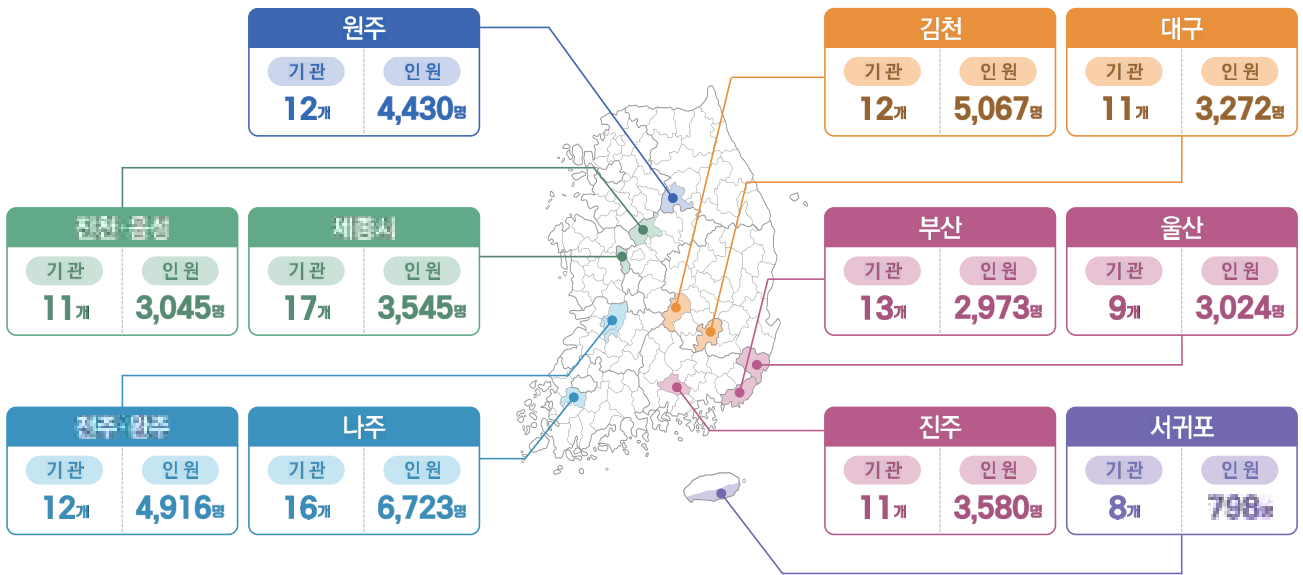 원주
기관 인원
12개 4,430명
김천
기관 인원
12개 5,067명
대구
기관 인원
11개 3,272명
기관 인원
11개 3,045명
기관 인원
17개 3,545명
부산
기관 인원
13개 2,973명
울산
기관 인원
9개 3,024명
기관 인원
12개 4,916명
나주
기관 인원
16개 6,723명
진주
기관 인원
11개 3,580명
서귀포
기관 인원
8개